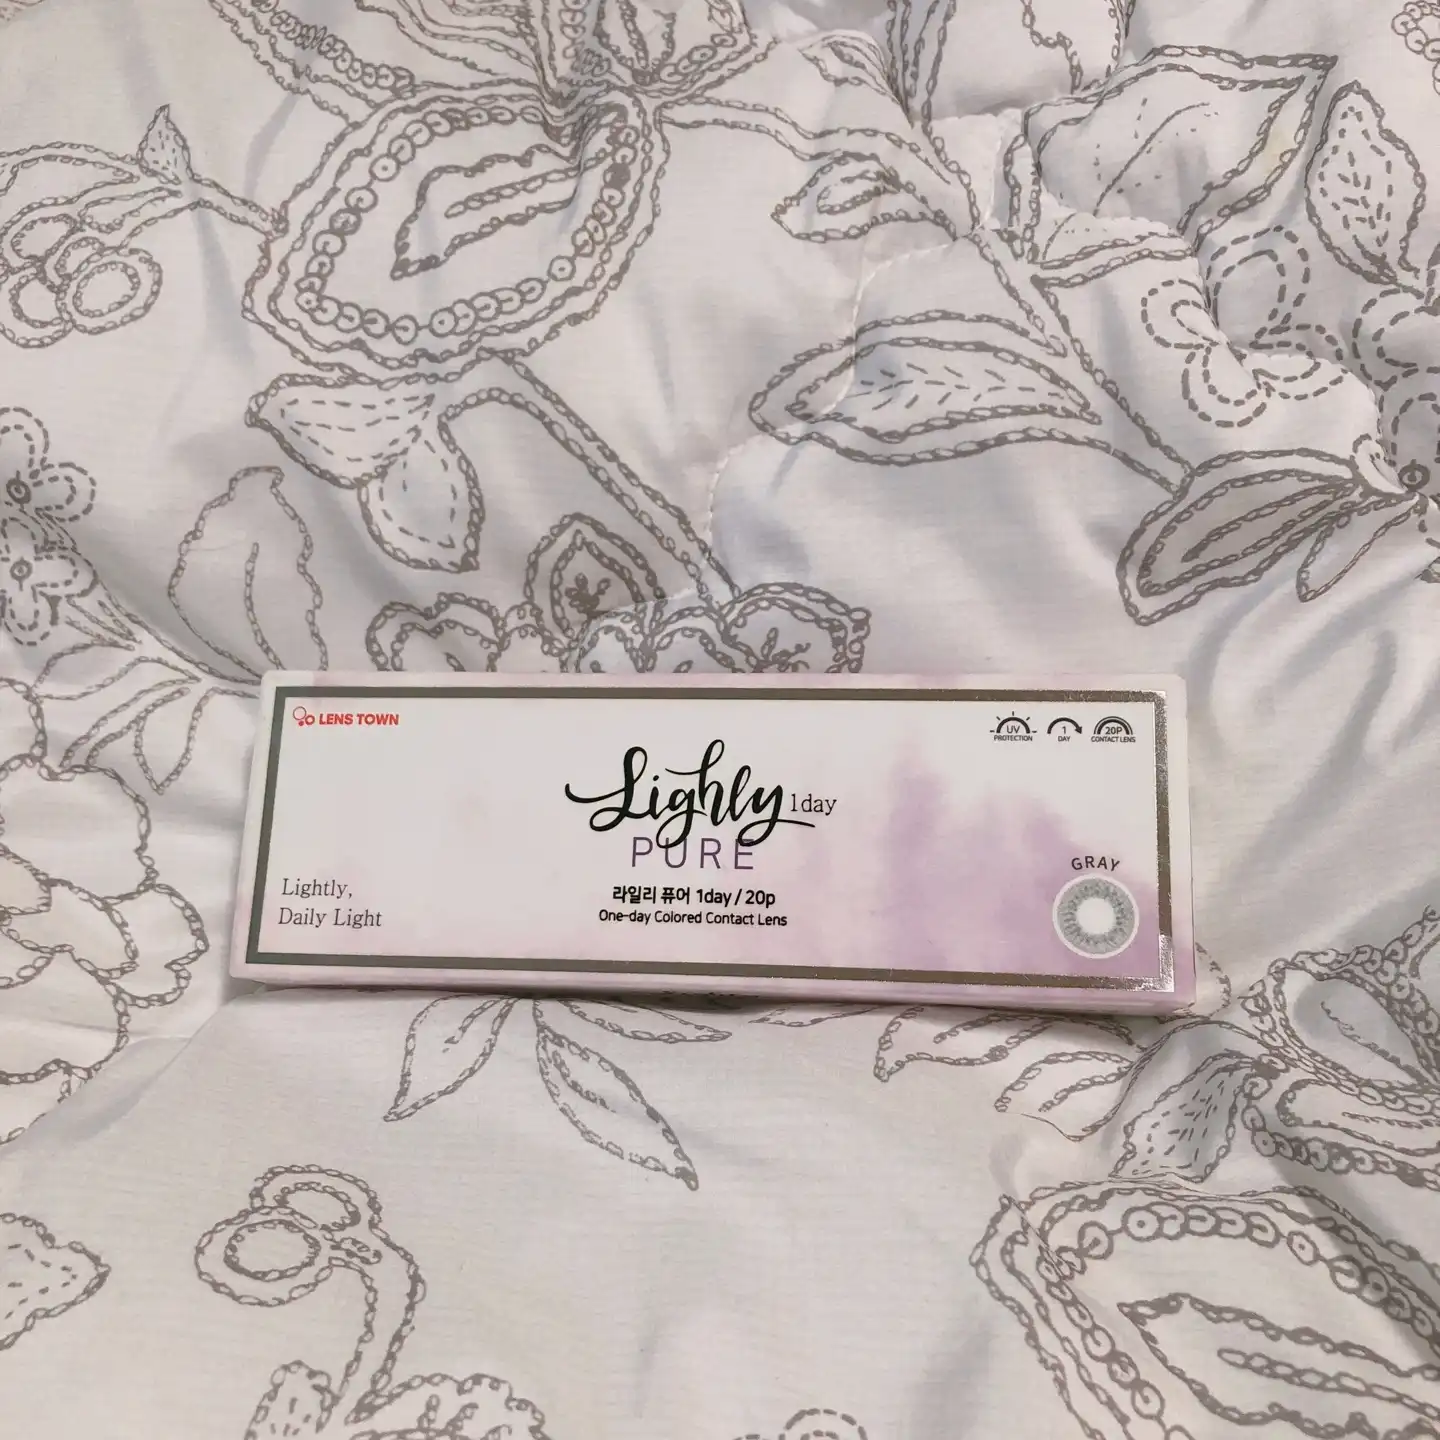 LENS TOWN
UV
PROTECTION
1
DAY
20P
CONTACT LENS
Lighly 1day
PURE
라일리 퓨어 1day / 20p
One-day Colored Contact Lens
Lightly,
Daily Light
GRAY